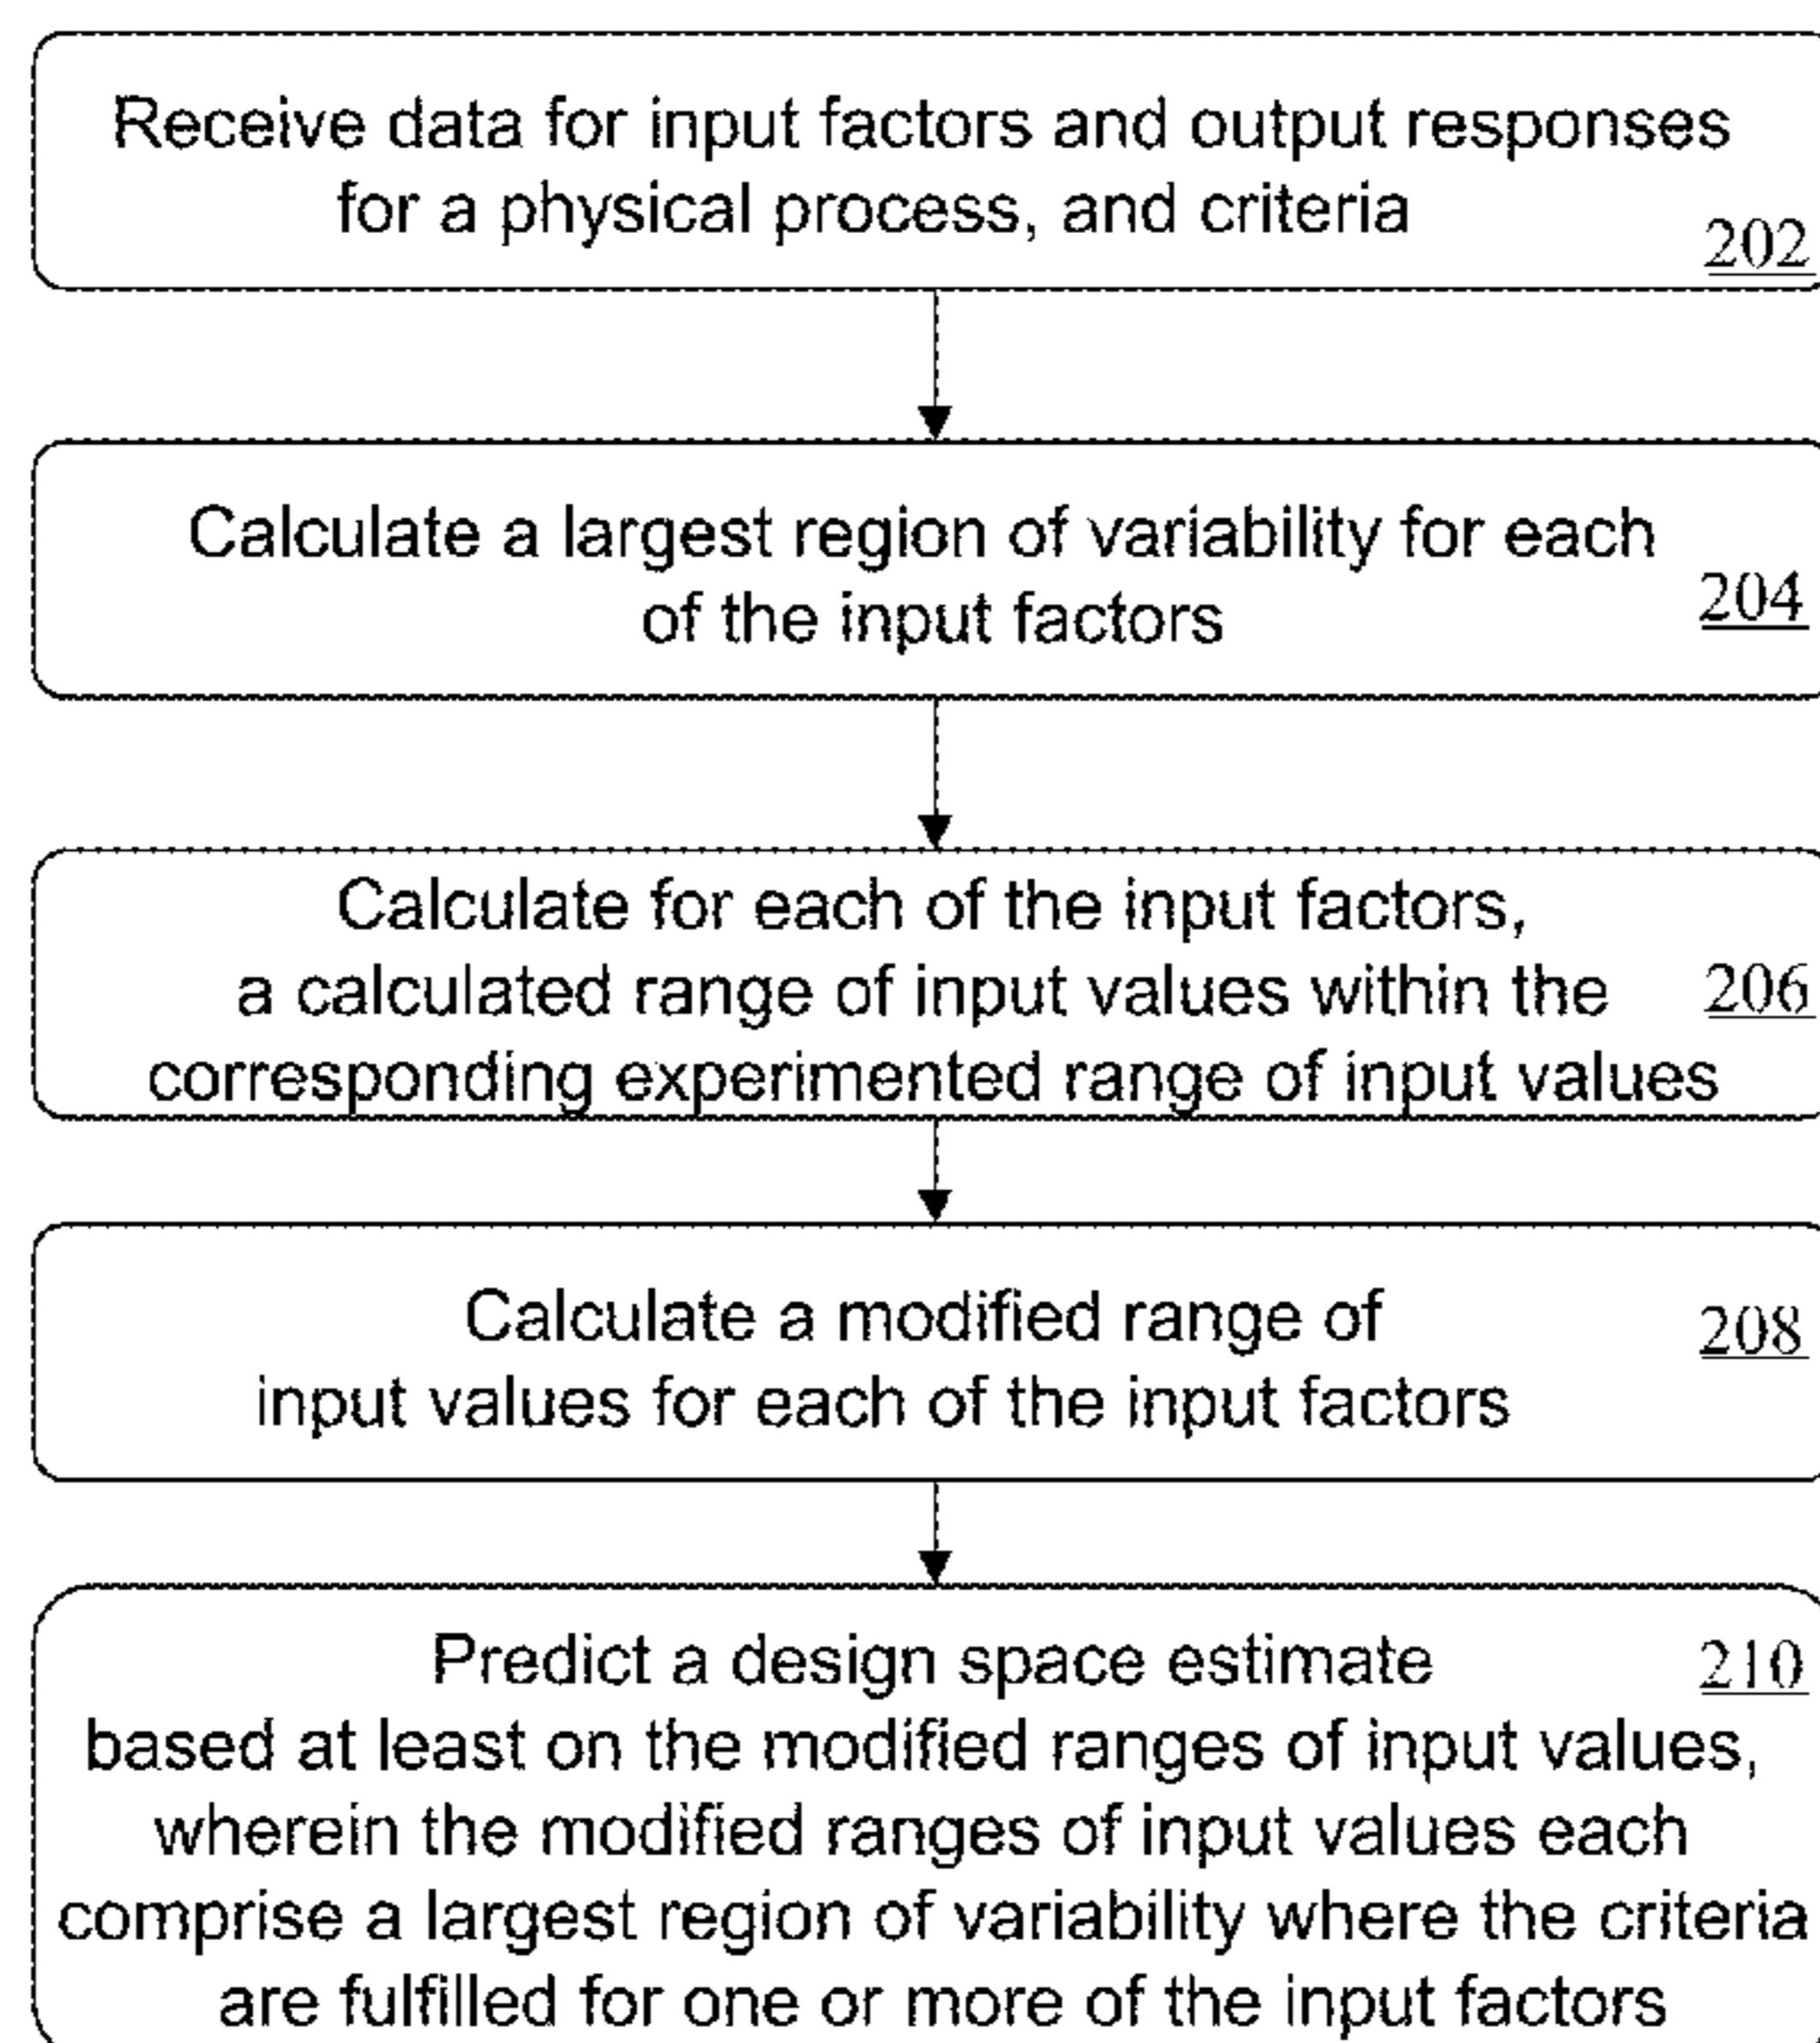 Receive data for input factors and output responses
for a physical process, and criteria
202
Calculate a largest region of variability for each
of the input factors
204
Calculate for each of the input factors,
a calculated range of input values within the
206
corresponding experimented range of input values
Calculate a modified range of
208
input values for each of the input factors
Predict a design space estimate
210
based at least on the modified ranges of input values,
wherein the modified ranges of input values each
comprise a largest region of variability where the criteria
are fulfilled for one or more of the input factors